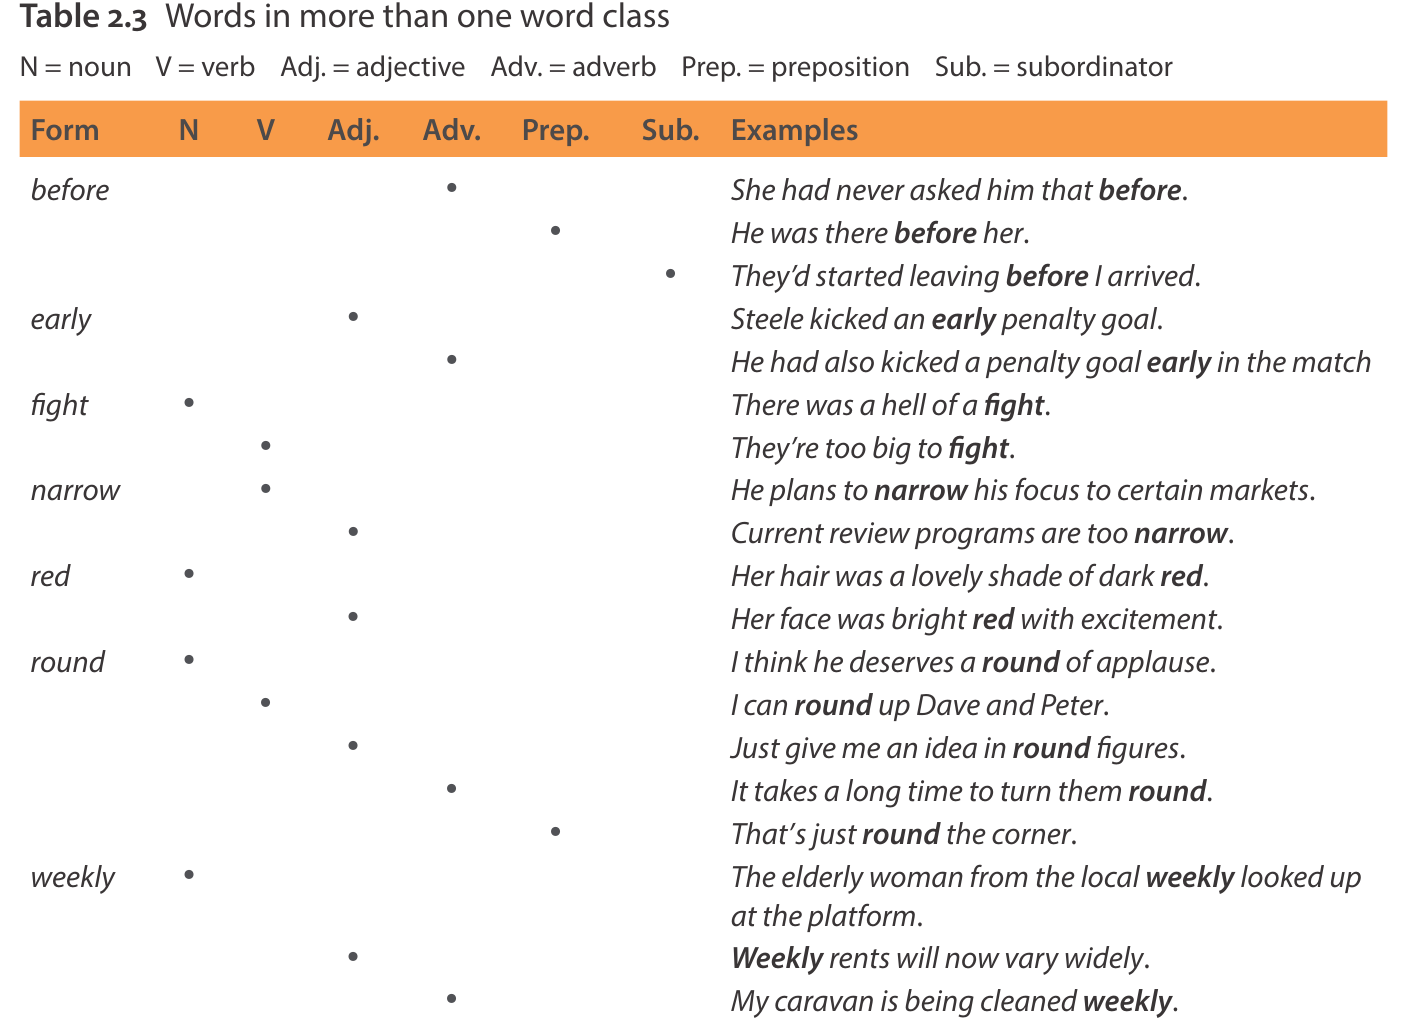 Table 2.3 Words in more than one word class
N = noun V = verb Adj. = adjective Adv. = adverb Prep. = preposition Sub. = subordinator
Form N V Adj. Adv. Prep. Sub. Examples
before • She had never asked him that before.
• He was there before her.
• They’d started leaving before I arrived.
early • Steele kicked an early penalty goal.
• He had also kicked a penalty goal early in the match
fight • There was a hell of a fight.
• They’re too big to fight.
narrow • He plans to narrow his focus to certain markets.
• Current review programs are too narrow.
red • Her hair was a lovely shade of dark red.
• Her face was bright red with excitement.
round • I think he deserves a round of applause.
• I can round up Dave and Peter.
• Just give me an idea in round figures.
• It takes a long time to turn them round.
• That’s just round the corner.
weekly • The elderly woman from the local weekly looked up
at the platform.
• Weekly rents will now vary widely.
• My caravan is being cleaned weekly.